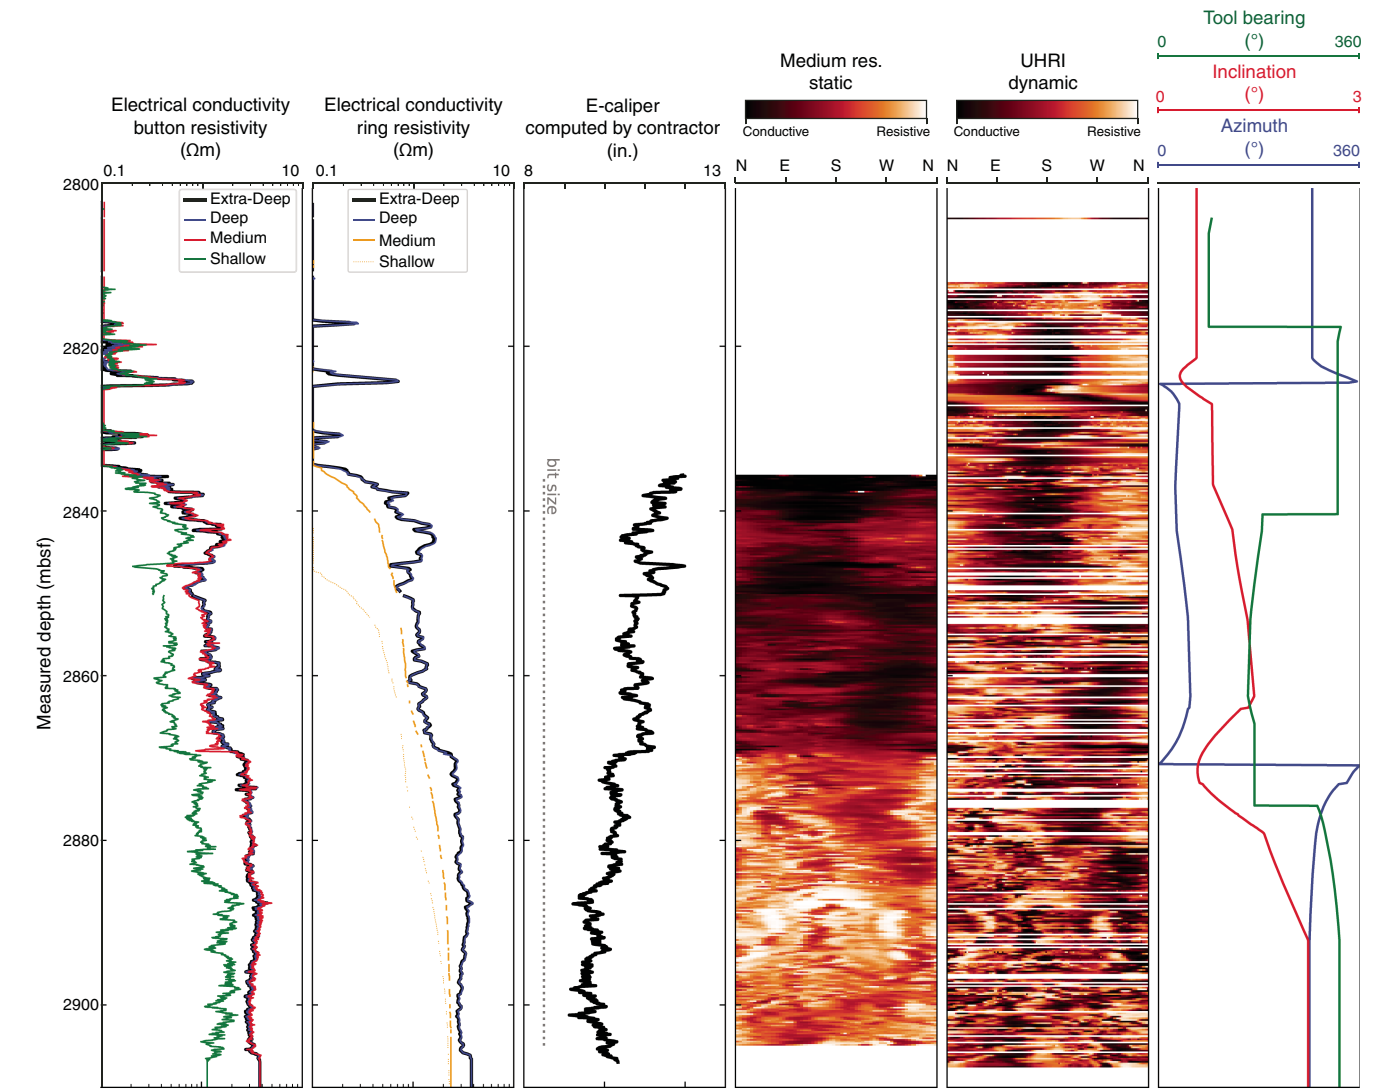 Tool bearing
(°)
0 360
Inclination
(°)
0 3
Azimuth
(°)
0 360
Medium res.
static
Conductive Resistive
N E S W N
UHRI
dynamic
Conductive Resistive
N E S W N
Electrical conductivity
button resistivity
(Ωm)
0.1 10
Electrical conductivity
ring resistivity
(Ωm)
0.1 10
E-caliper
computed by contractor
(in.)
8 13
Extra-Deep
Deep
Medium
Shallow
Extra-Deep
Deep
Medium
Shallow
bit size
Measured depth (mbsf)
2800
2820
2840
2860
2880
2900